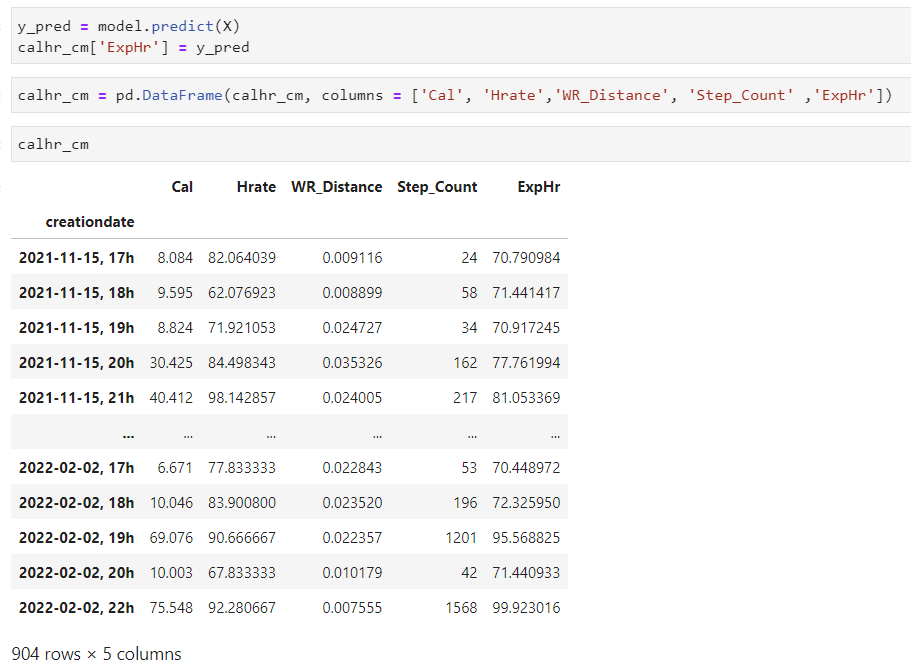 y_pred = model.predict(X)
calhr_cm['ExpHr'] = y_pred
calhr_cm = pd.DataFrame(calhr_cm, columns = ['Cal', 'Hrate','WR_Distance', 'Step_Count' ,'ExpHr'])
calhr_cm
Cal Hrate WR_Distance Step_Count ExpHr
creationdate
2021-11-15, 17h 8.084 82.064039 0.009116 24 70.790984
2021-11-15, 18h 9.595 62.076923 0.008899 58 71.441417
2021-11-15, 19h 8.824 71.921053 0.024727 34 70.917245
2021-11-15, 20h 30.425 84.498343 0.035326 162 77.761994
2021-11-15, 21h 40.412 98.142857 0.024005 217 81.053369
... ... ... ... ... ...
2022-02-02, 17h 6.671 77.833333 0.022843 53 70.448972
2022-02-02, 18h 10.046 83.900800 0.023520 196 72.325950
2022-02-02, 19h 69.076 90.666667 0.022357 1201 95.568825
2022-02-02, 20h 10.003 67.833333 0.010179 42 71.440933
2022-02-02, 22h 75.548 92.280667 0.007555 1568 99.923016
904 rows × 5 columns